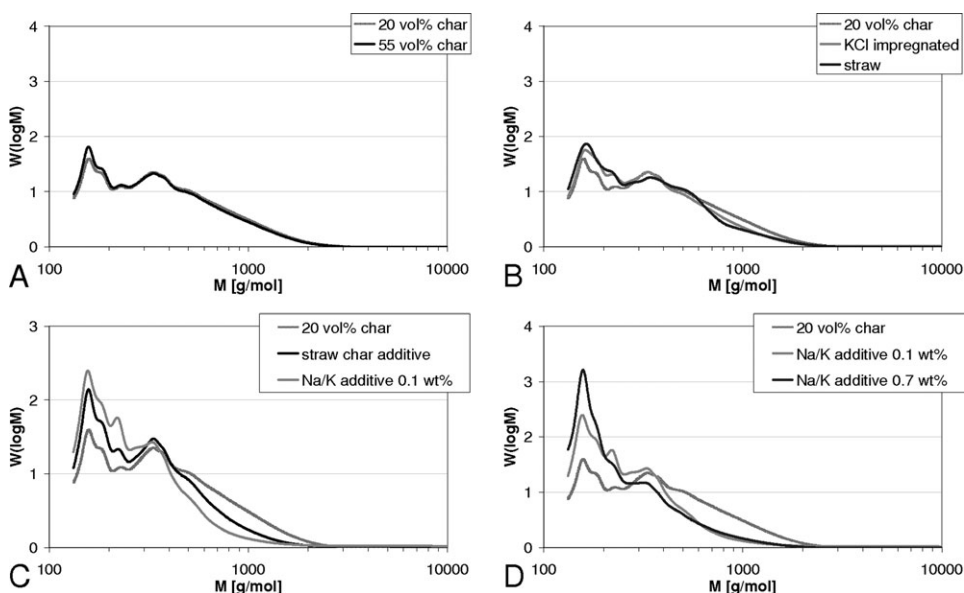 4
3
2
1
0
W(logM)
20 vol% char
55 vol% char
100 1000 10000
M [g/mol]
A
4
3
2
1
0
W(logM)
20 vol% char
KCl impregnated
straw
100 1000 10000
M [g/mol]
B
3
2
1
0
W(logM)
20 vol% char
straw char additive
Na/K additive 0.1 wt%
100 1000 10000
M [g/mol]
C
4
3
2
1
0
W(logM)
20 vol% char
Na/K additive 0.1 wt%
Na/K additive 0.7 wt%
100 1000 10000
M [g/mol]
D